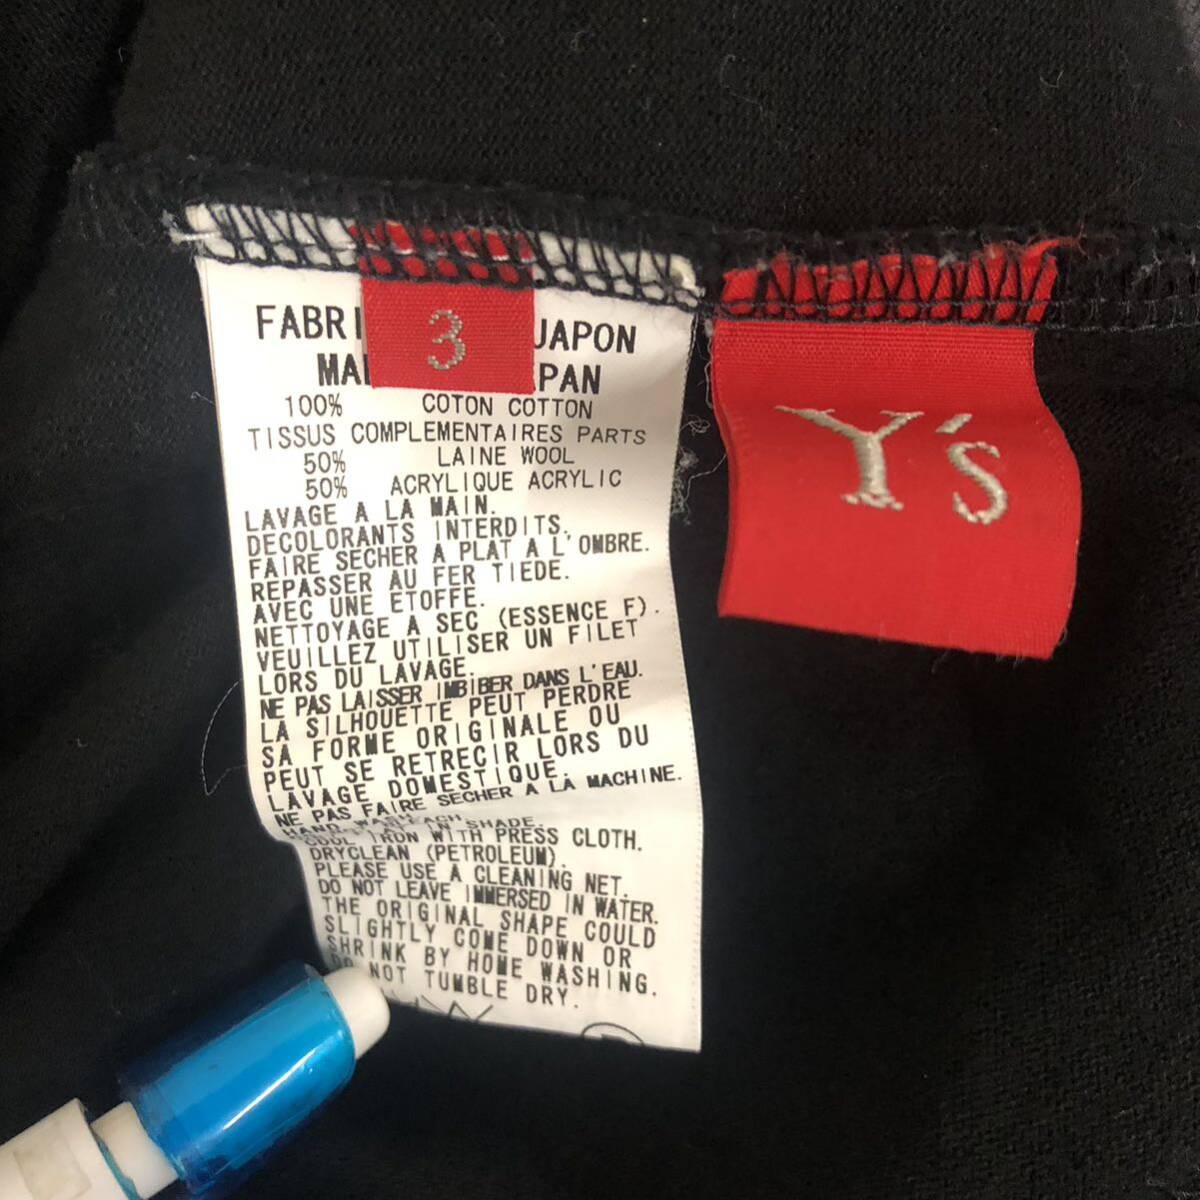 FABRI JAPON
3
MA PAN
100% COTON COTTON
TISSUS COMPLEMENTAIRES PARTS
50% LAINE WOOL
50% ACRYLIQUE ACRYLIC
LAVAGE A LA MAIN.
DECOLORANTS INTERDITS.
FAIRE SECHER A PLAT A L'OMBRE.
REPASSER AU FER TIEDE.
AVEC UNE ETOFFE.
NETTOYAGE A SEC (ESSENCE F).
VEUILLEZ UTILISER UN FILET
LORS DU LAVAGE.
NE PAS LAISSER IMBIBER DANS L'EAU.
LA SILHOUETTE PEUT PERDRE
SA FORME ORIGINALE OU
PEUT SE RETRECIR LORS DU
LAVAGE DOMESTIQUE.
NE PAS FAIRE SECHER A LA MACHINE.
HAND
IN SHADE.
COOL IRON WITH PRESS CLOTH.
DRYCLEAN (PETROLEUM).
PLEASE USE A CLEANING NET.
DO NOT LEAVE IMMERSED IN WATER.
THE ORIGINAL SHAPE COULD
SLIGHTLY COME DOWN OR
SHRINK BY HOME WASHING.
DO NOT TUMBLE DRY.
Y's